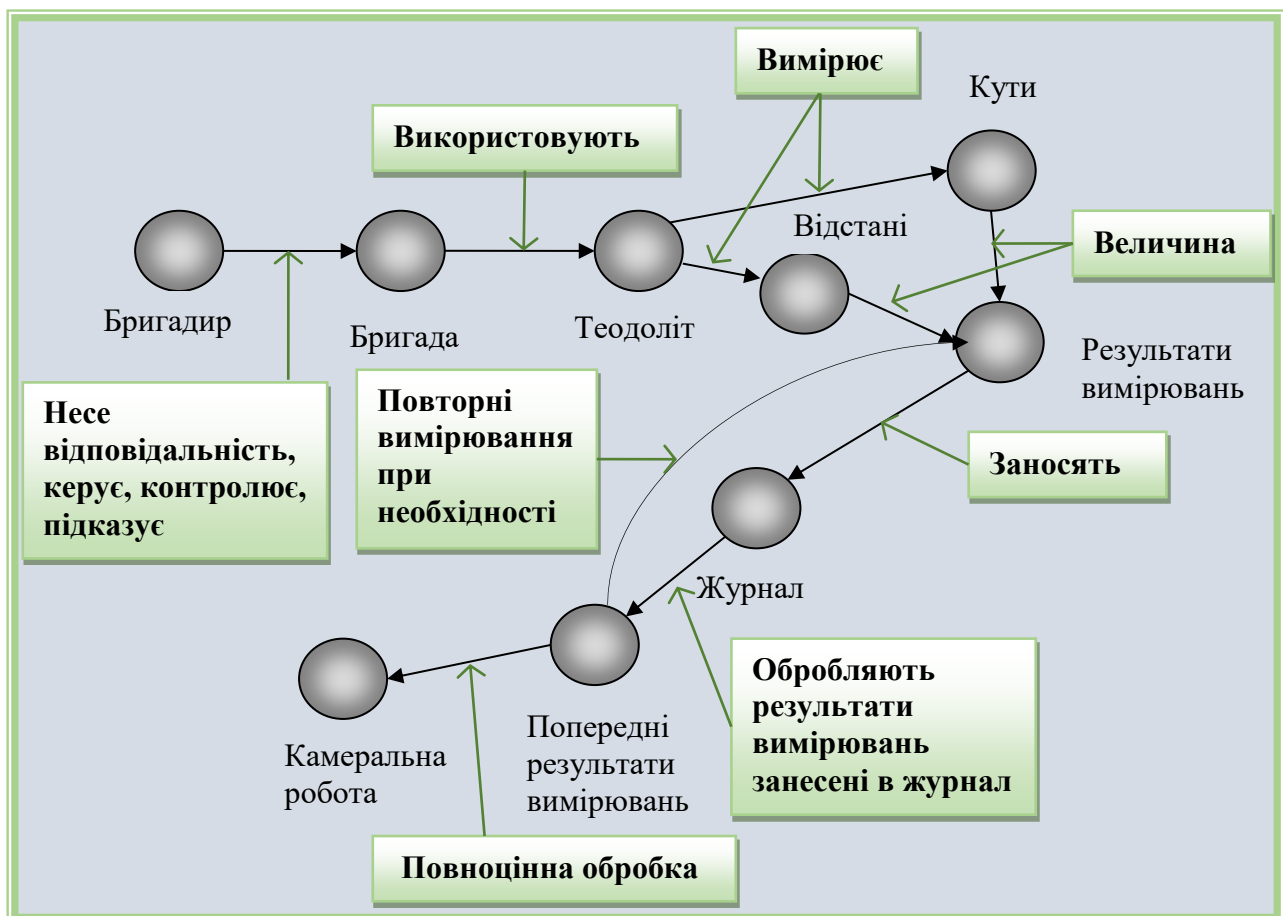 Вимірює
Кути
Використовують
Відстані
Величина
Бригадир
Бригада
Теодоліт
Результати
вимірювань
Несе
відповідальність,
керує, контролює,
підказує
Повторні
вимірювання
при
необхідності
Заносять
Журнал
Обробляють
результати
вимірювань
занесені в журнал
Попередні
результати
вимірювань
Камеральна
робота
Повноцінна обробка